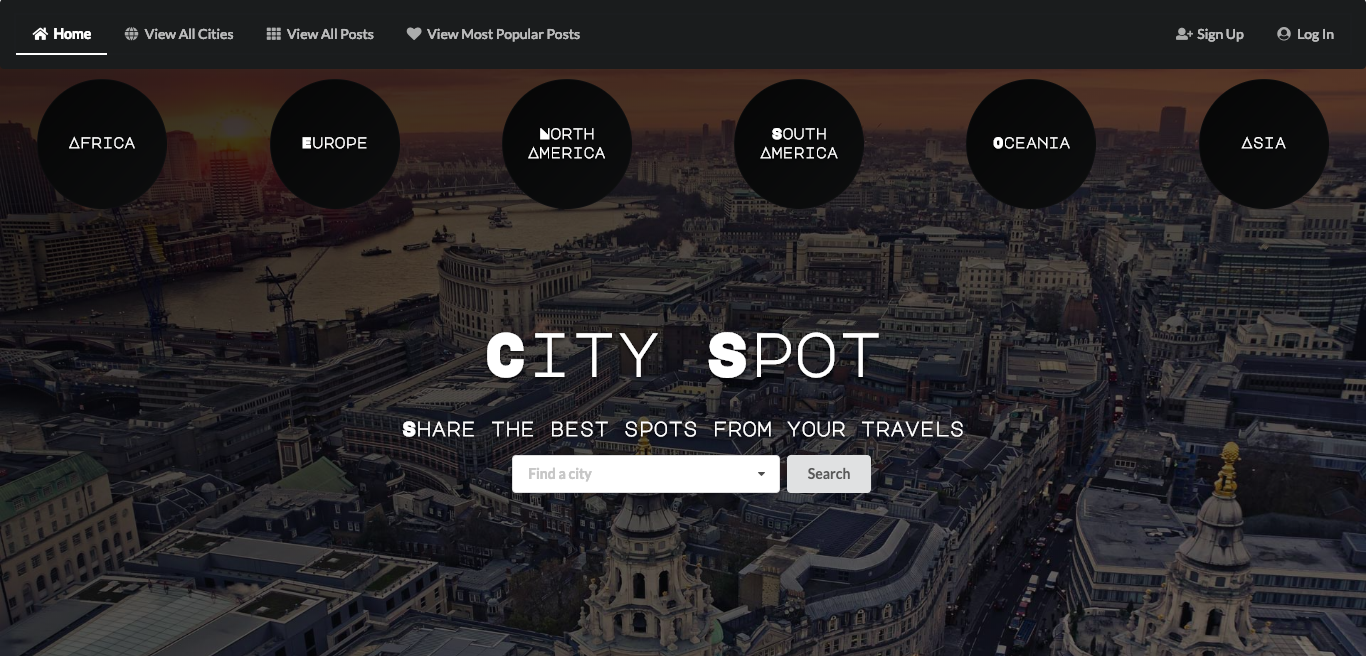 Home View All Cities View All Posts View Most Popular Posts Sign Up Log In
AFRICA EUROPE NORTH AMERICA SOUTH AMERICA OCEANIA ASIA
CITY SPOT
SHARE THE BEST SPOTS FROM YOUR TRAVELS
Find a city Search